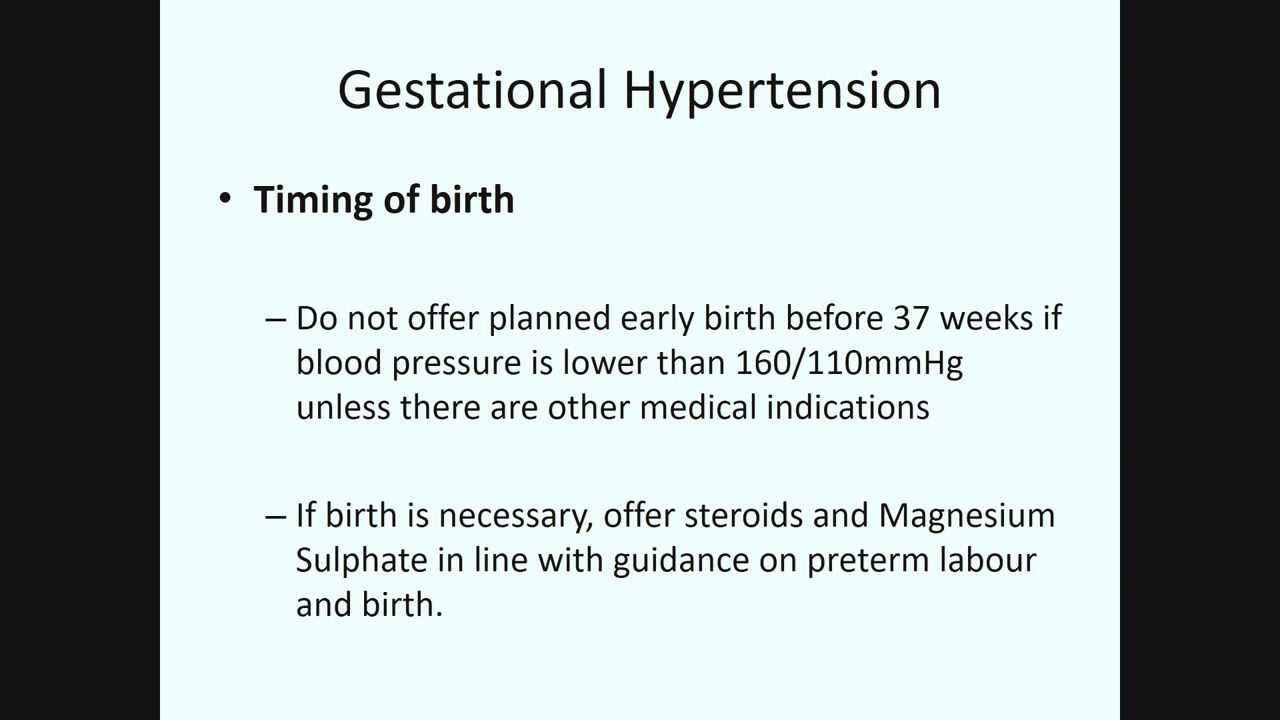 Gestational Hypertension
• Timing of birth
– Do not offer planned early birth before 37 weeks if
blood pressure is lower than 160/110mmHg
unless there are other medical indications
– If birth is necessary, offer steroids and Magnesium
Sulphate in line with guidance on preterm labour
and birth.